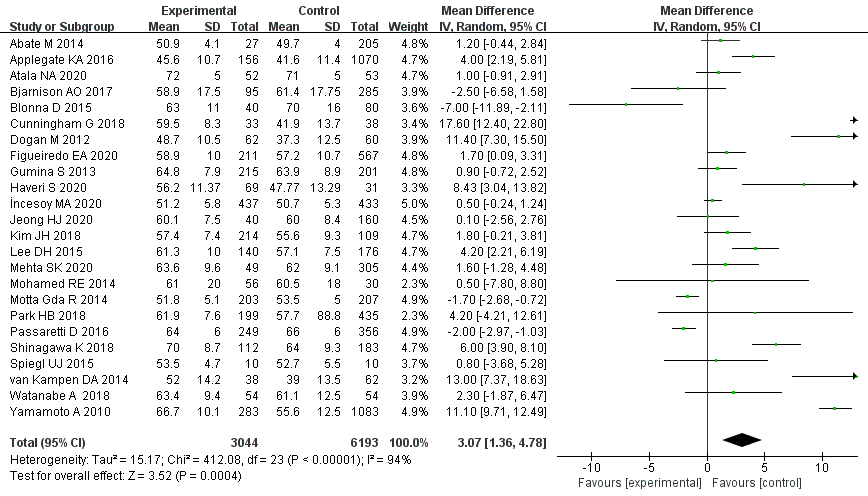 Experimental Control Mean Difference Mean Difference
Study or Subgroup Mean SD Total Mean SD Total Weight IV, Random, 95% CI IV, Random, 95% CI
Abate M 2014 50.9 4.1 27 49.7 4 205 4.8% 1.20 [-0.44, 2.84]
Applegate KA 2016 45.6 10.7 156 41.6 11.4 1070 4.8% 4.00 [2.19, 5.81]
Atala NA 2020 72 5 52 71 5 53 4.8% 1.00 [-0.91, 2.91]
Bjarnison AO 2017 58.9 17.5 95 61.4 17.75 285 4.2% -2.50 [-6.58, 1.58]
Blonna D 2015 63 11 40 70 16 80 4.0% -7.00 [-11.89, -2.11]
Cunningham G 2018 59.5 8.3 33 41.9 13.7 38 3.9% 17.60 [12.40, 22.80]
Dogan M 2012 48.7 10.5 62 37.3 12.5 60 4.2% 11.40 [7.30, 15.50]
Figueiredo EA 2020 58.9 10 211 57.2 10.7 567 4.8% 1.70 [0.09, 3.31]
Gumina S 2013 64.8 7.9 215 63.9 8.9 201 4.8% 0.90 [-0.72, 2.52]
Haveri S 2020 56.2 11.37 69 47.77 13.29 31 3.8% 8.43 [3.04, 13.82]
İncesoy MA 2020 51.2 5.8 437 50.7 5.3 433 4.9% 0.50 [-0.24, 1.24]
Jeong HJ 2020 60.1 7.5 40 60 8.4 160 4.6% 0.10 [-2.56, 2.76]
Kim JH 2018 57.4 7.4 214 55.6 9.3 109 4.7% 1.80 [-0.21, 3.81]
Lee DH 2015 61.3 10 140 57.1 7.5 176 4.7% 4.20 [2.21, 6.19]
Mehta SK 2020 63.6 9.6 49 62 9.1 305 4.5% 1.60 [-1.28, 4.48]
Mohamed RE 2014 61 20 56 60.5 18 30 2.8% 0.50 [-7.80, 8.80]
Motta Gda R 2014 51.8 5.1 203 53.5 5 207 4.9% -1.70 [-2.68, -0.72]
Park HB 2018 61.9 7.6 199 57.7 88.8 435 2.8% 4.20 [-4.21, 12.61]
Passaretti D 2016 64 6 249 66 6 356 4.9% -2.00 [-2.97, -1.03]
Shinagawa K 2018 70 8.7 112 64 9.3 183 4.7% 6.00 [3.90, 8.10]
Spiegl UJ 2015 53.5 4.7 10 52.7 5.5 10 4.1% 0.80 [-3.68, 5.28]
van Kampen DA 2014 52 14.2 38 39 13.5 62 3.7% 13.00 [7.37, 18.63]
Watanabe A 2018 63.4 9.4 54 61.1 12.5 54 4.2% 2.30 [-1.87, 6.47]
Yamamoto A 2010 66.7 10.1 283 55.6 12.5 1083 4.8% 11.10 [9.71, 12.49]
Total (95% CI) 3044 6193 100.0% 3.07 [1.36, 4.78]
Heterogeneity: Tau² = 15.17; Chi² = 412.08, df = 23 (P < 0.00001); I² = 94%
Test for overall effect: Z = 3.52 (P = 0.0004)
-10 -5 0 5 10
Favours [experimental] Favours [control]